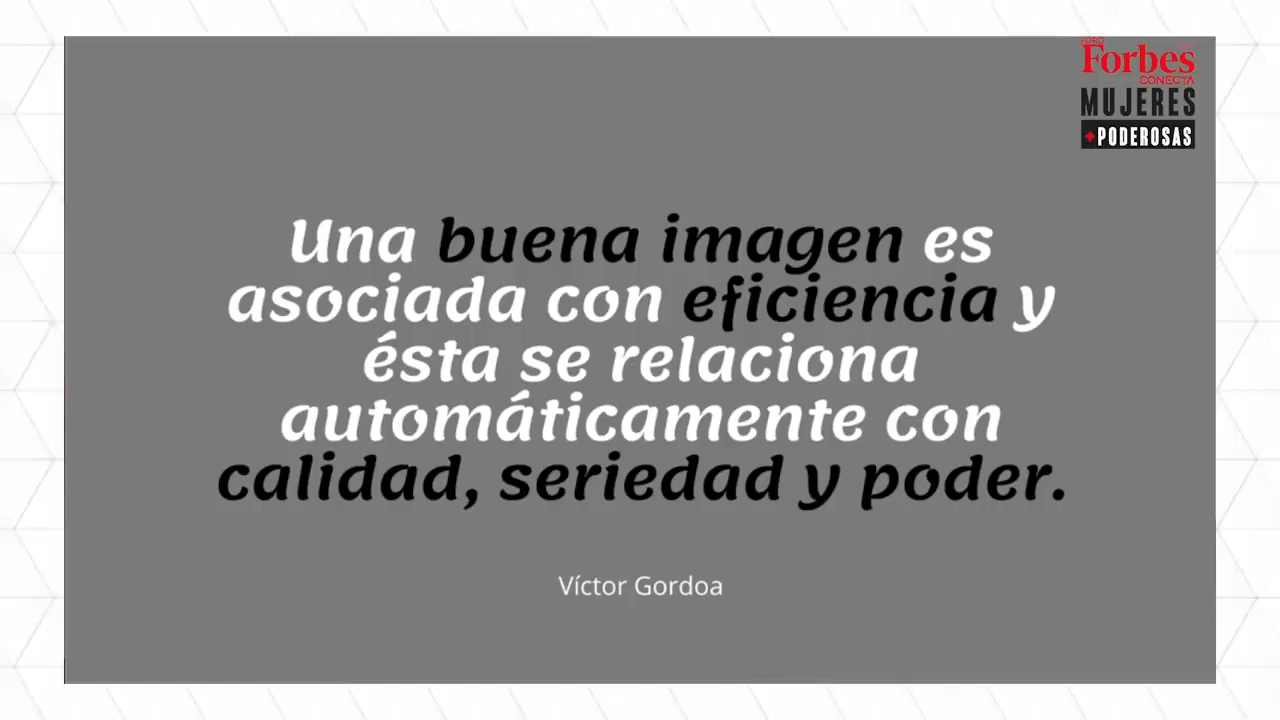 FORO
Forbes
CONECTA
MUJERES
+PODEROSAS
Una buena imagen es
asociada con eficiencia y
ésta se relaciona
automáticamente con
calidad, seriedad y poder.
Víctor Gordoa